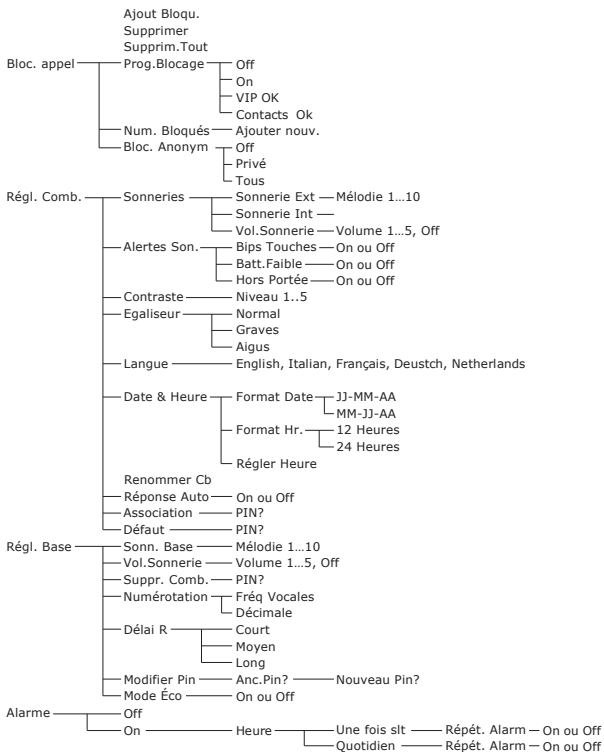 Ajout Bloqu.
Supprimer
Supprim.Tout
Bloc. appel Prog.Blocage Off
On
VIP OK
Contacts Ok
Num. Bloqués Ajouter nouv.
Bloc. Anonym Off
Privé
Tous
Régl. Comb. Sonneries Sonnerie Ext Mélodie 1...10
Sonnerie Int
Vol.Sonnerie Volume 1...5, Off
Alertes Son. Bips Touches On ou Off
Batt.Faible On ou Off
Hors Portée On ou Off
Contraste Niveau 1..5
Egaliseur Normal
Graves
Aigus
Langue English, Italian, Français, Deustch, Netherlands
Date & Heure Format Date JJ-MM-AA
MM-JJ-AA
Format Hr. 12 Heures
24 Heures
Régler Heure
Renommer Cb
Réponse Auto On ou Off
Association PIN?
Défaut PIN?
Régl. Base Sonn. Base Mélodie 1...10
Vol.Sonnerie Volume 1...5, Off
Suppr. Comb. PIN?
Numérotation Fréq Vocales
Décimale
Délai R Court
Moyen
Long
Modifier Pin Anc.Pin? Nouveau Pin?
Mode Éco On ou Off
Alarme Off
On Heure Une fois slt Répét. Alarm On ou Off
Quotidien Répét. Alarm On ou Off